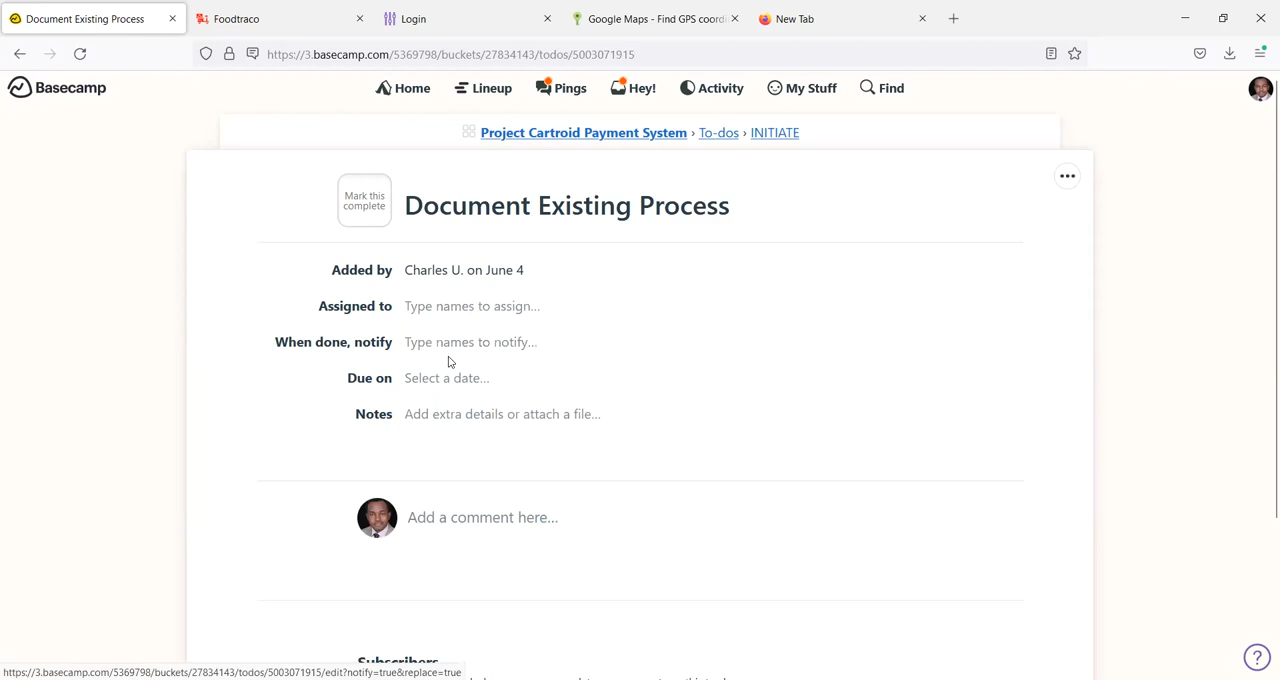 Document Existing Process
Foodtraco
Login
Google Maps - Find GPS coordi
New Tab
https://3.basecamp.com/5369798/buckets/27834143/todos/5003071915
Basecamp
Home
Lineup
Pings
Hey!
Activity
My Stuff
Find
Project Cartroid Payment System › To-dos › INITIATE
Mark this
complete
Document Existing Process
Added by Charles U. on June 4
Assigned to Type names to assign...
When done, notify Type names to notify...
Due on Select a date...
Notes Add extra details or attach a file...
Add a comment here...
Subscribers
https://3.basecamp.com/5369798/buckets/27834143/todos/5003071915/edit?notify=true&replace=true